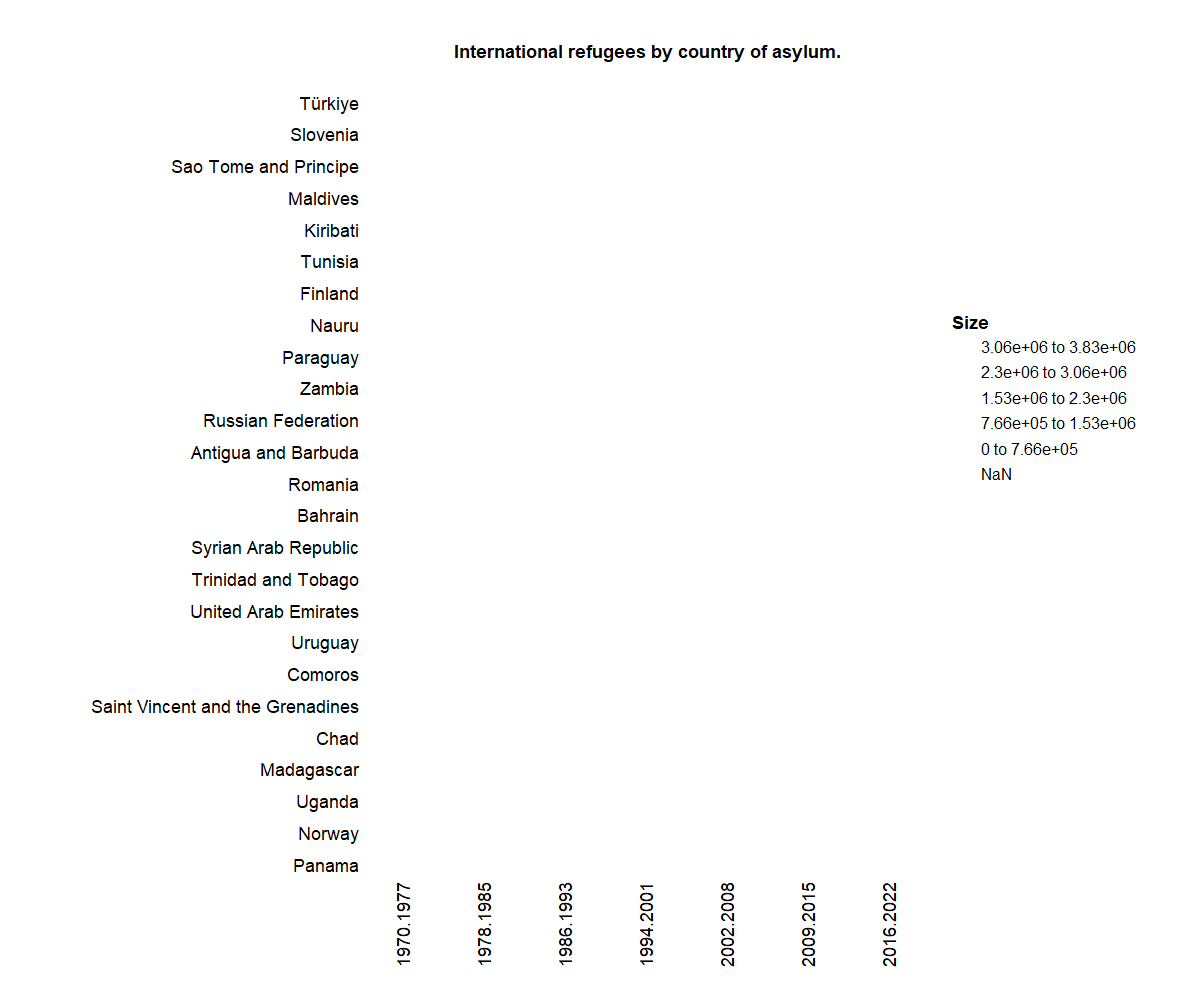 International refugees by country of asylum.
Türkiye
Slovenia
Sao Tome and Principe
Maldives
Kiribati
Tunisia
Finland
Nauru
Paraguay
Zambia
Russian Federation
Antigua and Barbuda
Romania
Bahrain
Syrian Arab Republic
Trinidad and Tobago
United Arab Emirates
Uruguay
Comoros
Saint Vincent and the Grenadines
Chad
Madagascar
Uganda
Norway
Panama
1970.1977
1978.1985
1986.1993
1994.2001
2002.2008
2009.2015
2016.2022
Size
3.06e+06 to 3.83e+06
2.3e+06 to 3.06e+06
1.53e+06 to 2.3e+06
7.66e+05 to 1.53e+06
0 to 7.66e+05
NaN